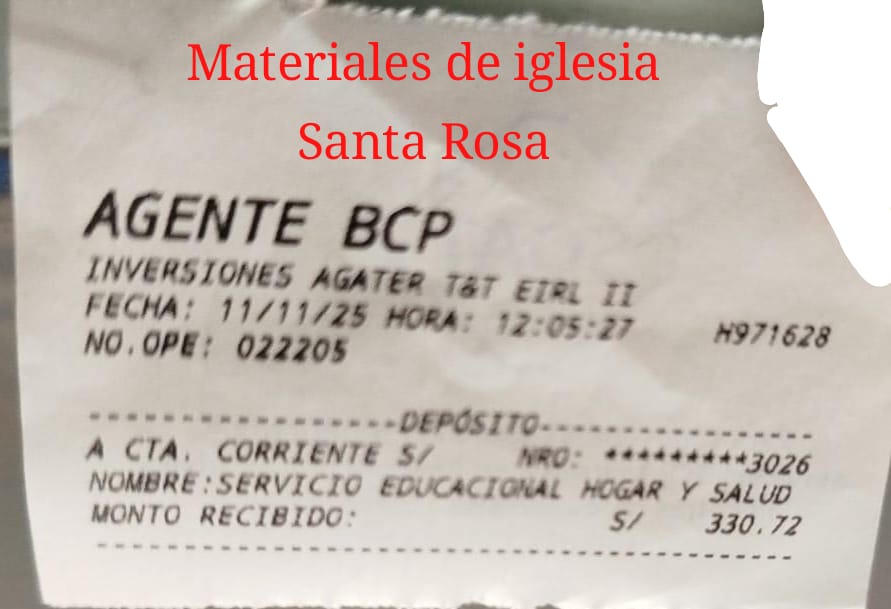 Materiales de iglesia
Santa Rosa
AGENTE BCP
INVERSIONES AGATER T&T EIRL II
FECHA: 11/11/25 HORA: 12:05:27 H971628
NO.OPE: 022205
-----------------DEPÓSITO-----------------
A CTA. CORRIENTE S/ NRO: *********3026
NOMBRE:SERVICIO EDUCACIONAL HOGAR Y SALUD
MONTO RECIBIDO: S/ 330.72
------------------------------------------